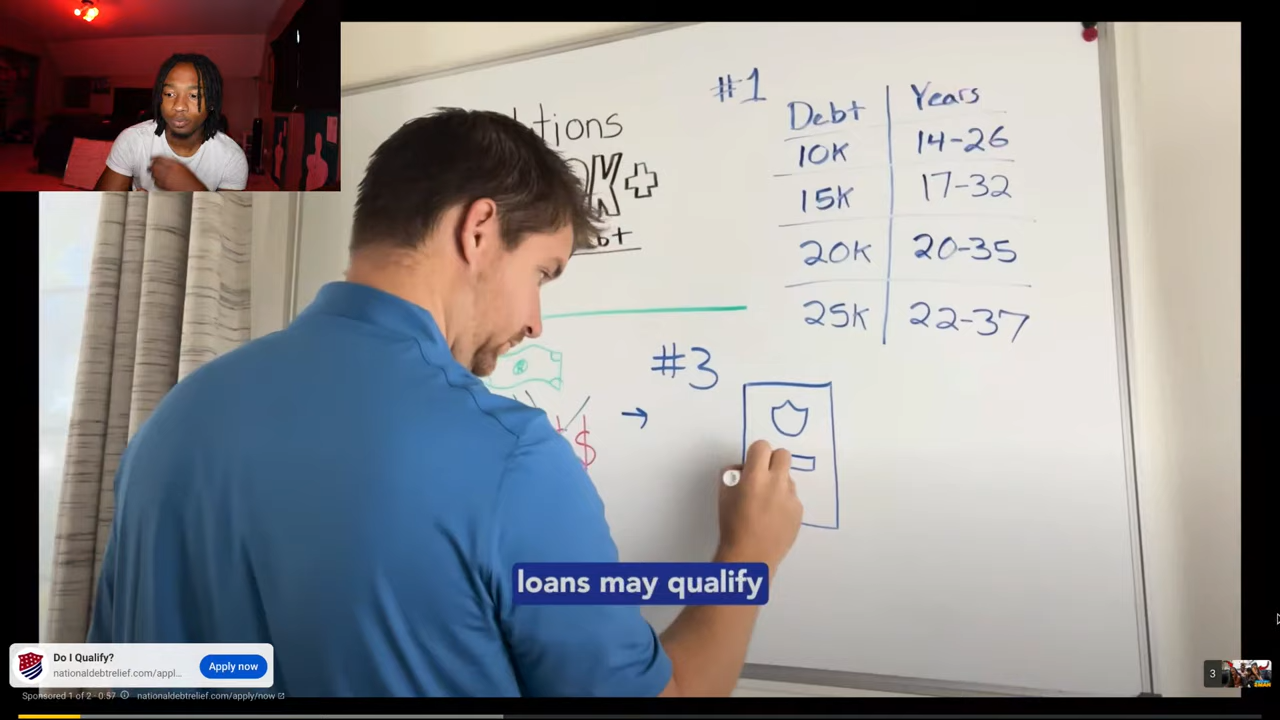 #1
Debt Years
10K 14-26
15K 17-32
20K 20-35
25K 22-37
#3
$
loans may qualify
Do I Qualify?
nationaldebtrelief.com/appl...
Apply now
Sponsored 1 of 2 · 0:57
nationaldebtrelief.com/apply/now
3